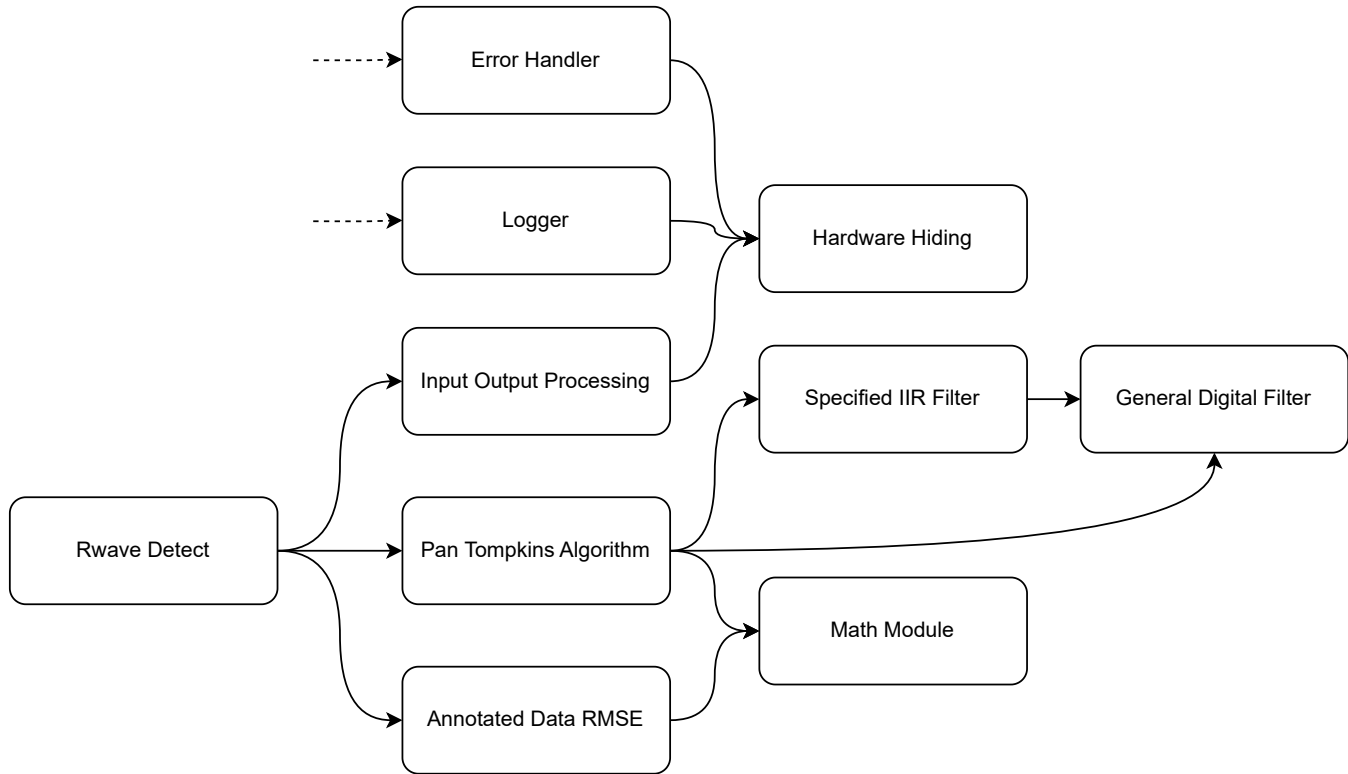 Error Handler
Logger
Hardware Hiding
Input Output Processing
Specified IIR Filter
General Digital Filter
Rwave Detect
Pan Tompkins Algorithm
Math Module
Annotated Data RMSE